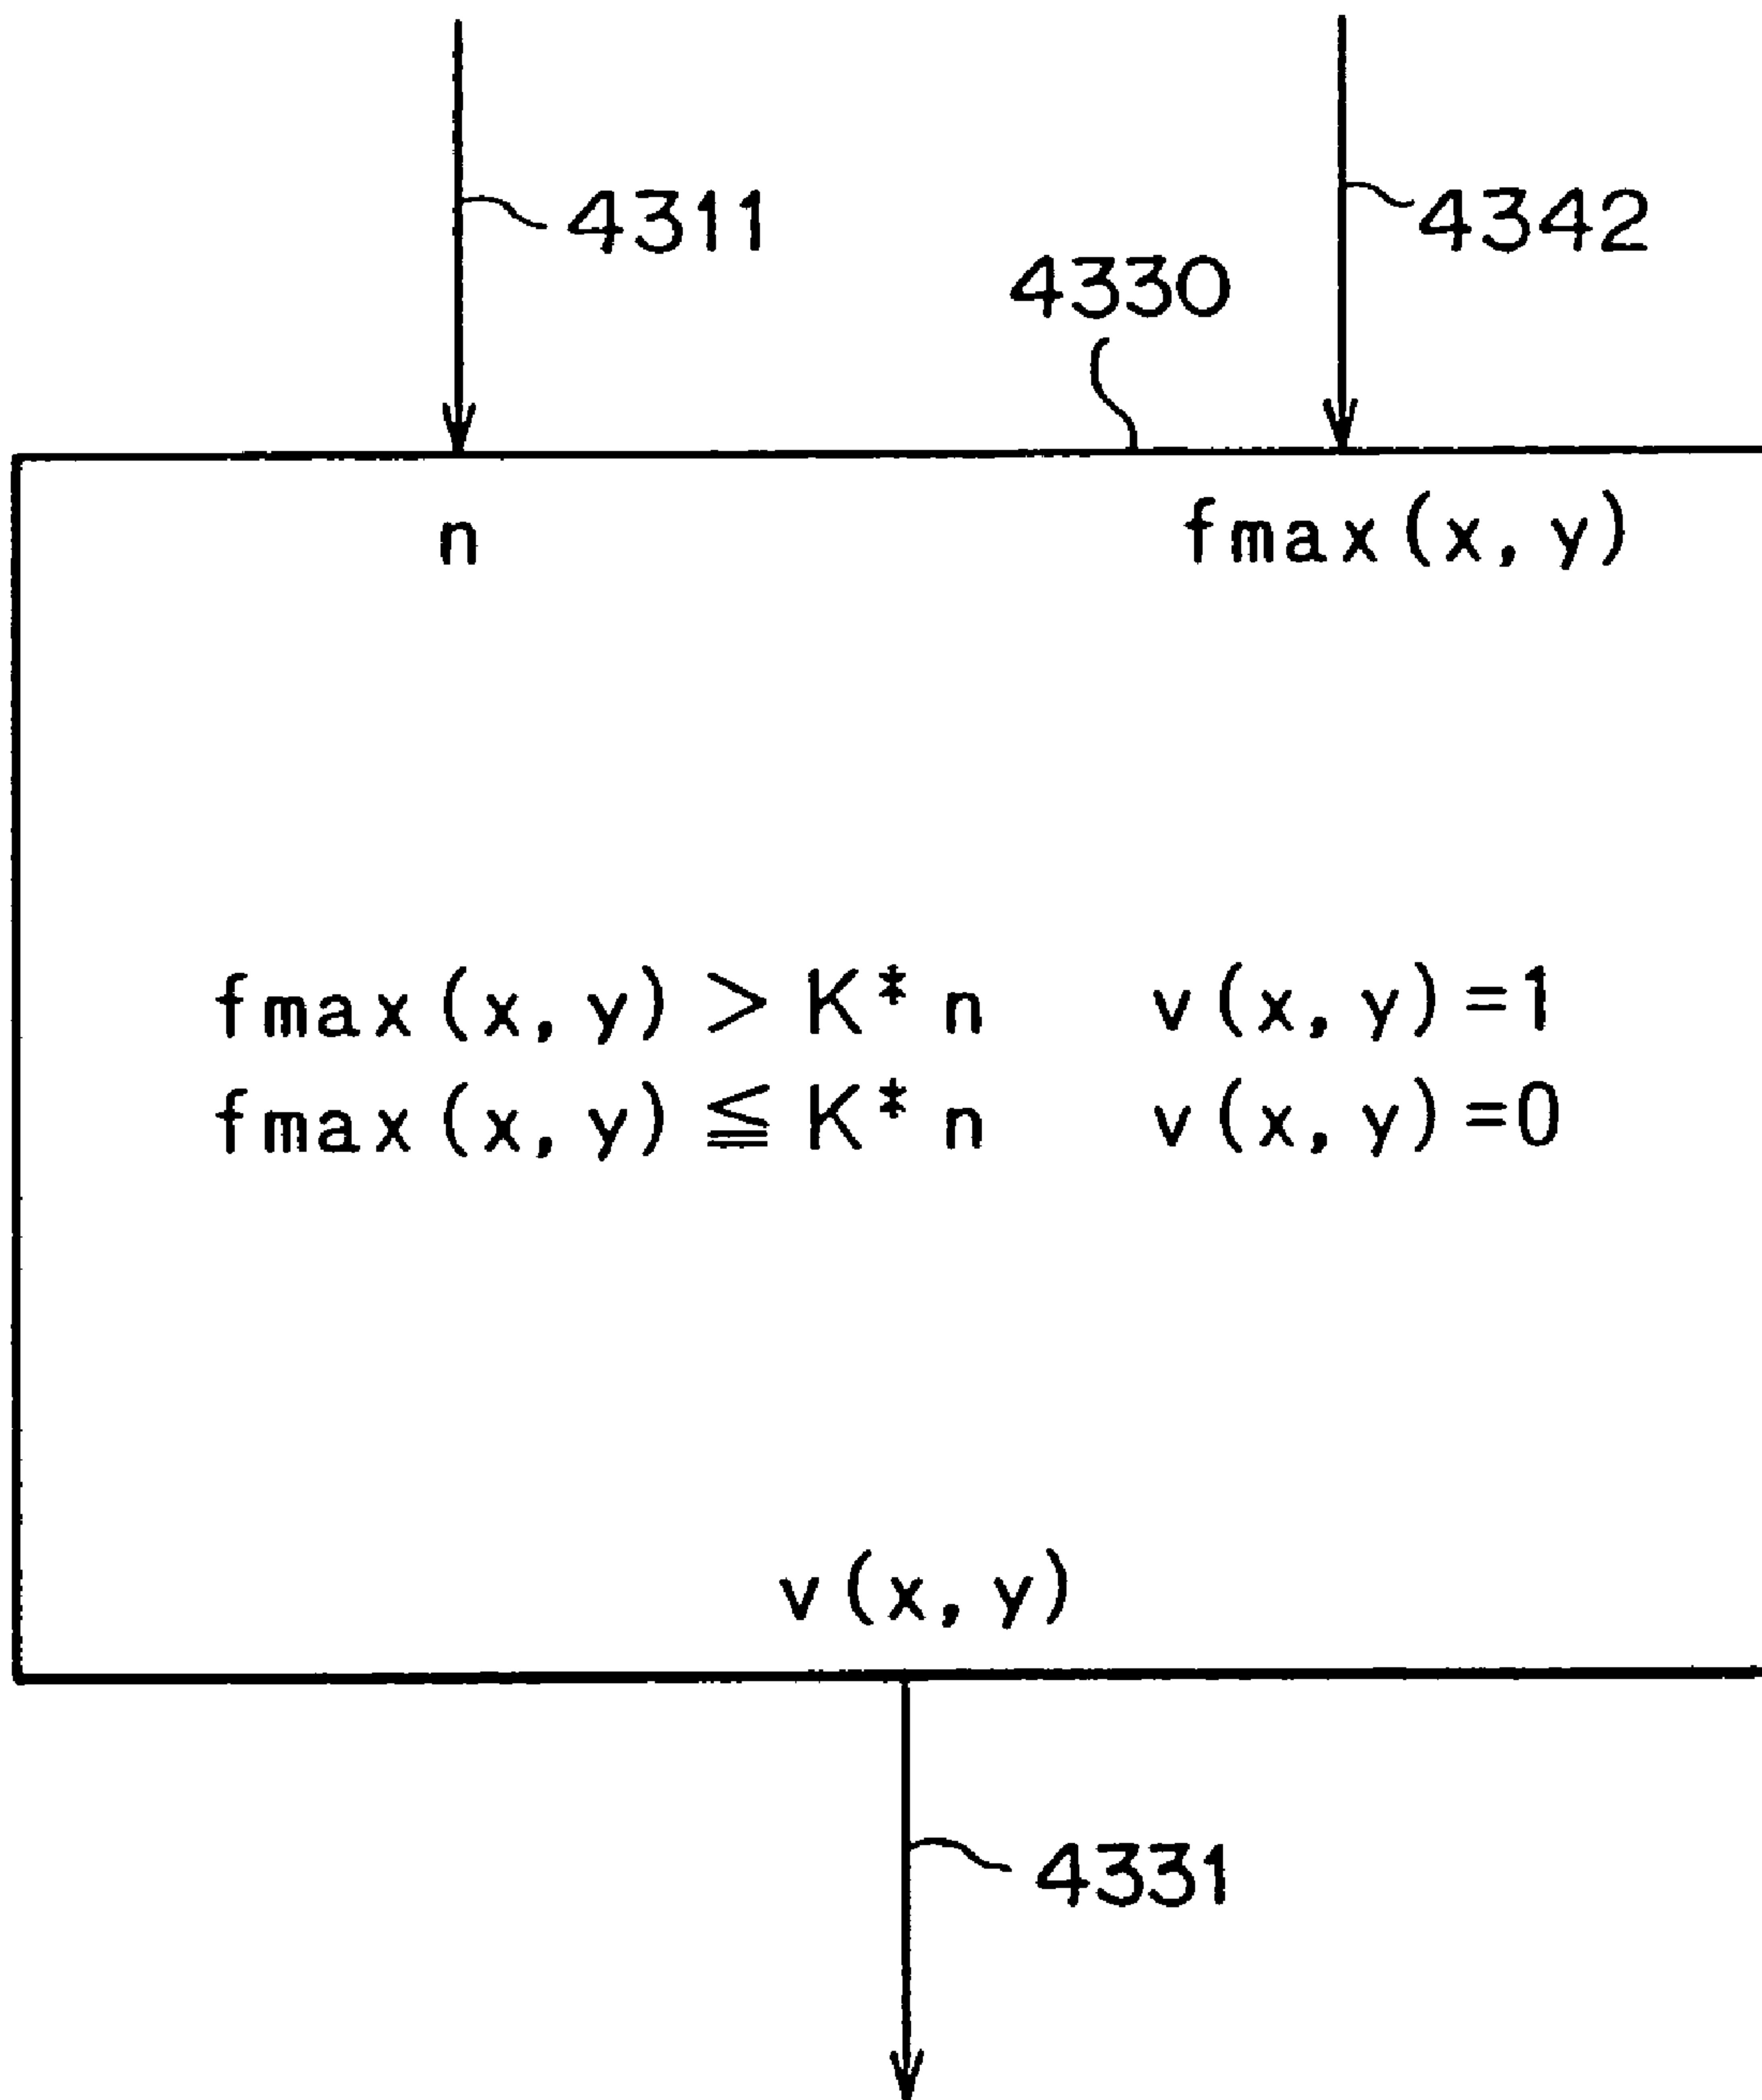 4311
4342
4330
n
fmax(x, y)
fmax(x, y) > K* n v(x, y)=1
fmax(x, y) ≦ K* n v(x, y)=0
v(x, y)
4331